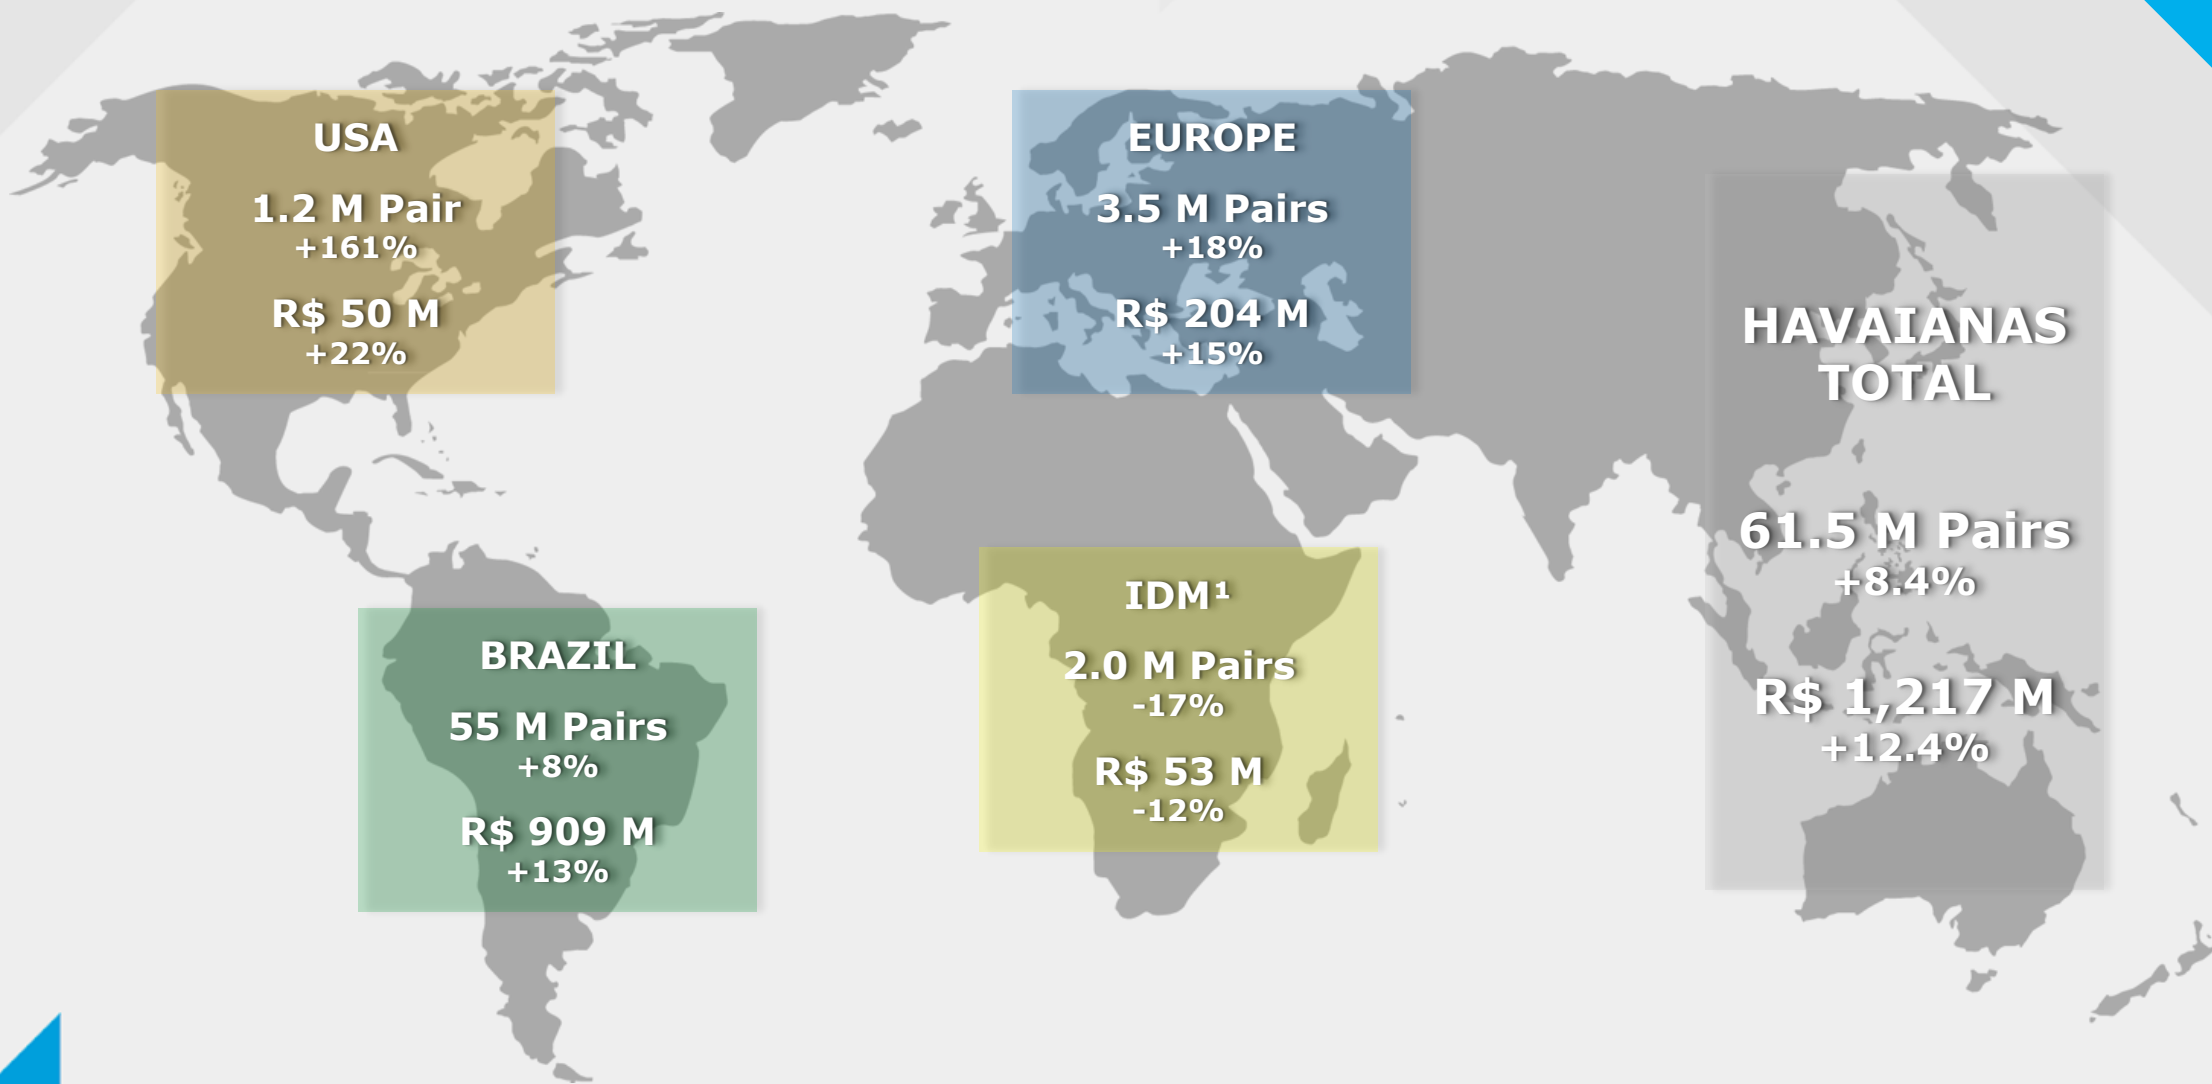 USA
1.2 M Pair
+161%
R$ 50 M
+22%
EUROPE
3.5 M Pairs
+18%
R$ 204 M
+15%
BRAZIL
55 M Pairs
+8%
R$ 909 M
+13%
IDM¹
2.0 M Pairs
-17%
R$ 53 M
-12%
HAVAIANAS
TOTAL
61.5 M Pairs
+8.4%
R$ 1,217 M
+12.4%